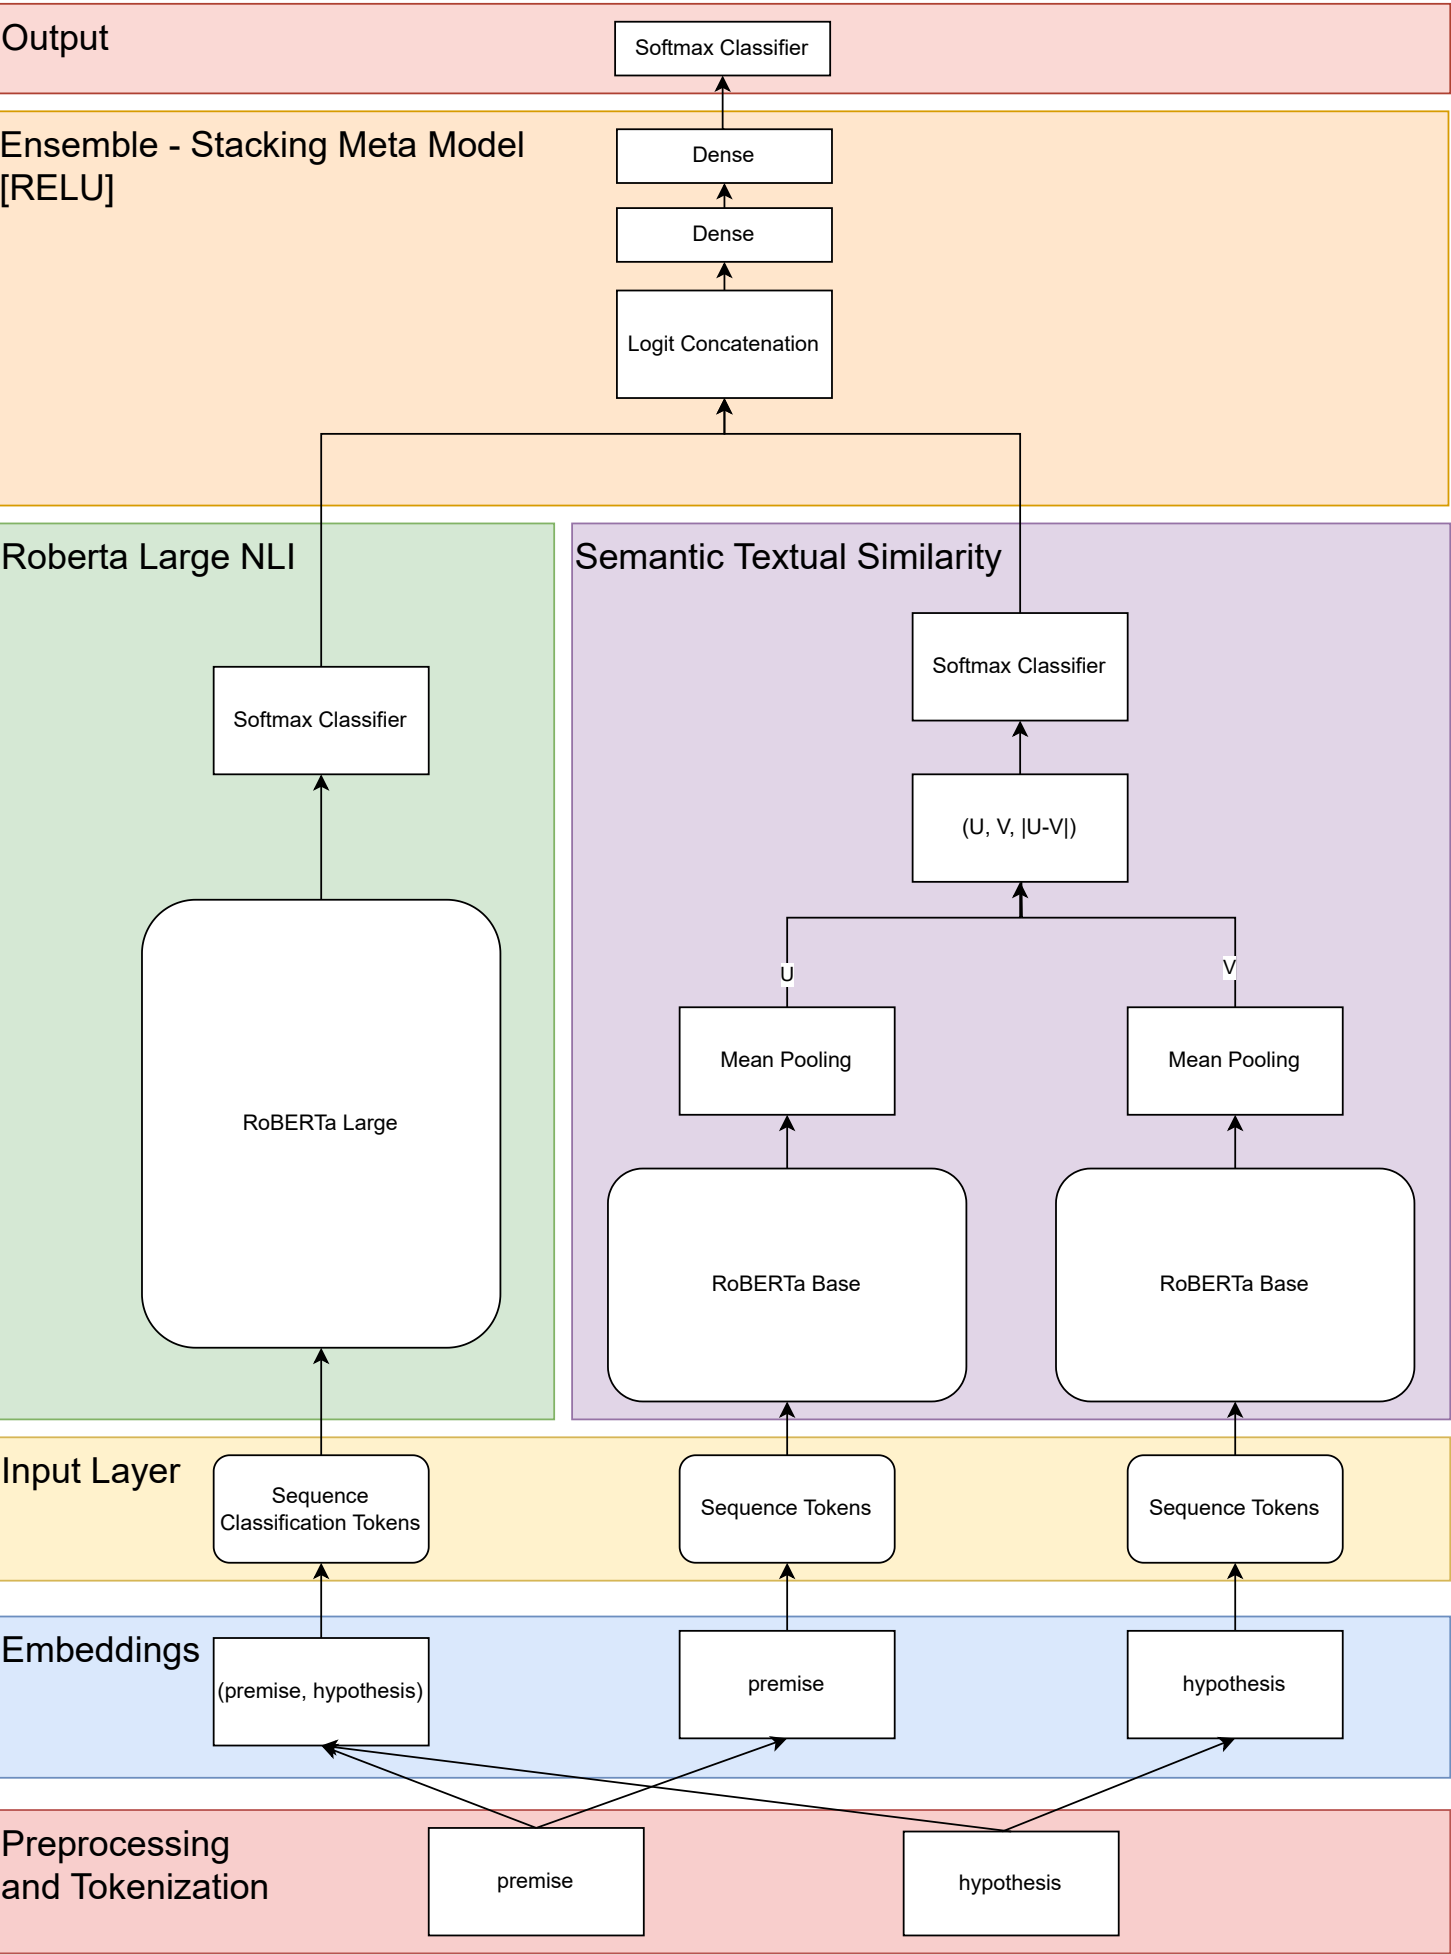 Output
Softmax Classifier
Ensemble - Stacking Meta Model
[RELU]
Dense
Dense
Logit Concatenation
Roberta Large NLI
Softmax Classifier
RoBERTa Large
Semantic Textual Similarity
Softmax Classifier
(U, V, |U-V|)
U
V
Mean Pooling
Mean Pooling
RoBERTa Base
RoBERTa Base
Input Layer
Sequence
Classification Tokens
Sequence Tokens
Sequence Tokens
Embeddings
(premise, hypothesis)
premise
hypothesis
Preprocessing
and Tokenization
premise
hypothesis